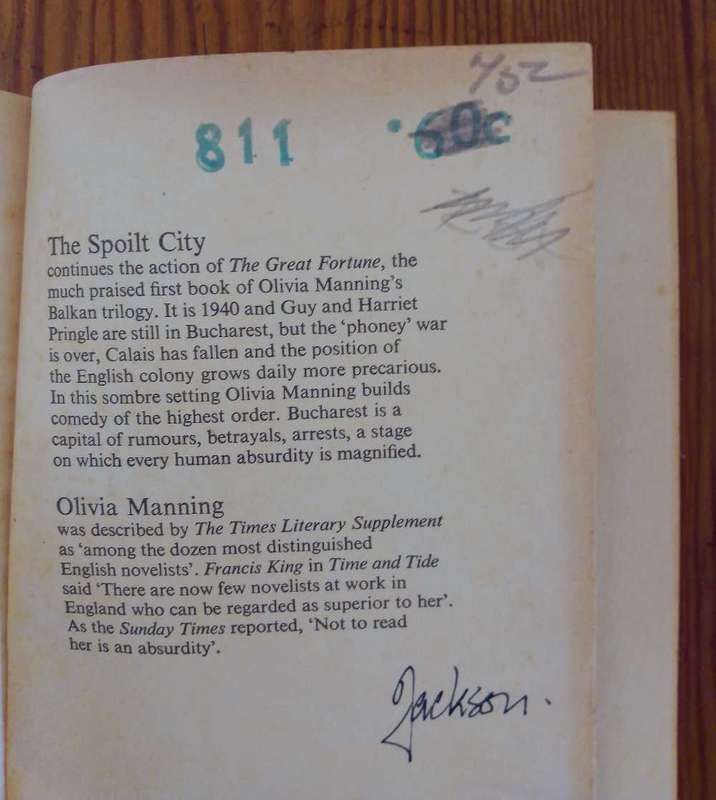 811 60c
The Spoilt City
continues the action of The Great Fortune, the
much praised first book of Olivia Manning's
Balkan trilogy. It is 1940 and Guy and Harriet
Pringle are still in Bucharest, but the 'phoney' war
is over, Calais has fallen and the position of
the English colony grows daily more precarious.
In this sombre setting Olivia Manning builds
comedy of the highest order. Bucharest is a
capital of rumours, betrayals, arrests, a stage
on which every human absurdity is magnified.
Olivia Manning
was described by The Times Literary Supplement
as 'among the dozen most distinguished
English novelists'. Francis King in Time and Tide
said 'There are now few novelists at work in
England who can be regarded as superior to her'.
As the Sunday Times reported, 'Not to read
her is an absurdity'.
Jackson.